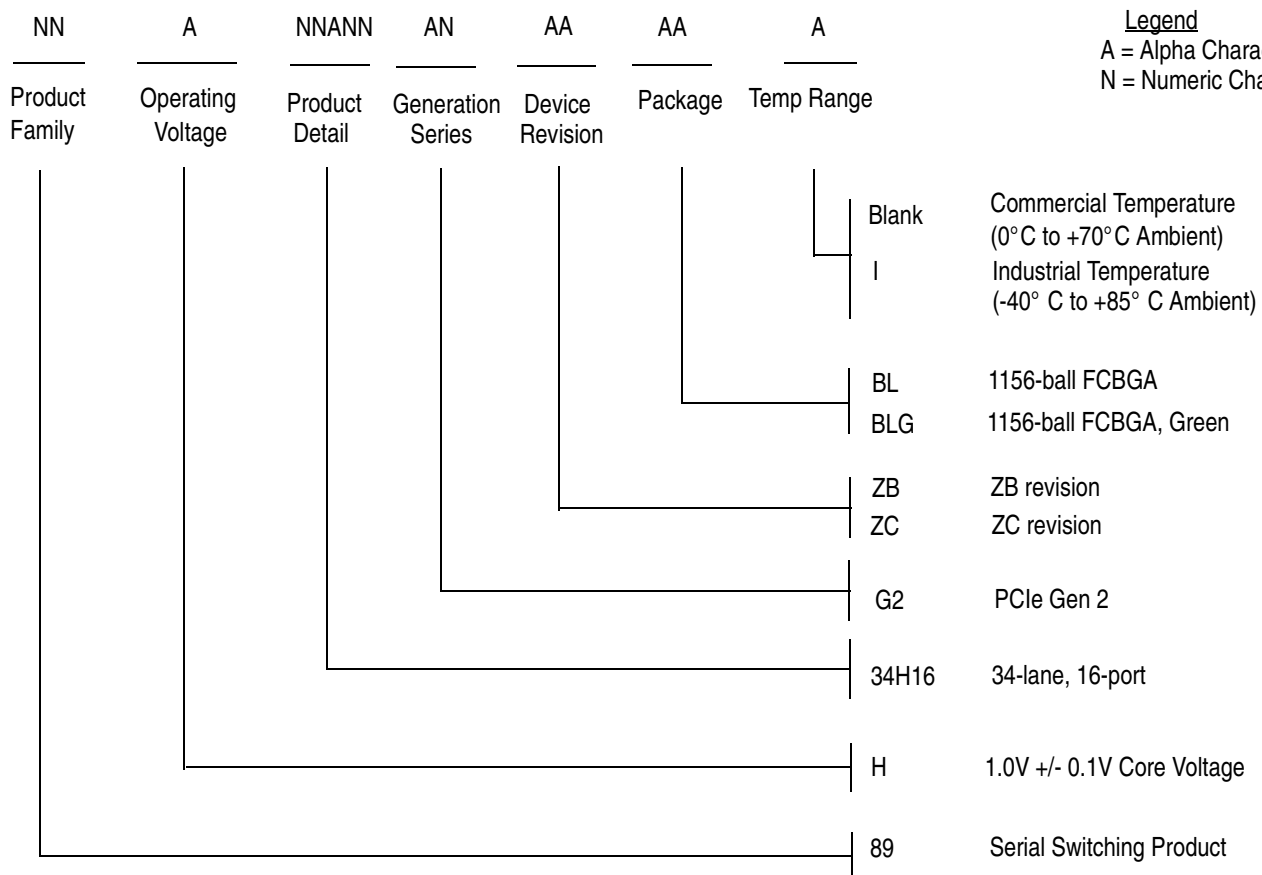 NN A NNANN AN AA AA A
Legend
A = Alpha Chara
N = Numeric Cha
Product Family
Operating Voltage
Product Detail
Generation Series
Device Revision
Package
Temp Range
Blank Commercial Temperature
(0°C to +70°C Ambient)
I Industrial Temperature
(-40° C to +85° C Ambient)
BL 1156-ball FCBGA
BLG 1156-ball FCBGA, Green
ZB ZB revision
ZC ZC revision
G2 PCIe Gen 2
34H16 34-lane, 16-port
H 1.0V +/- 0.1V Core Voltage
89 Serial Switching Product